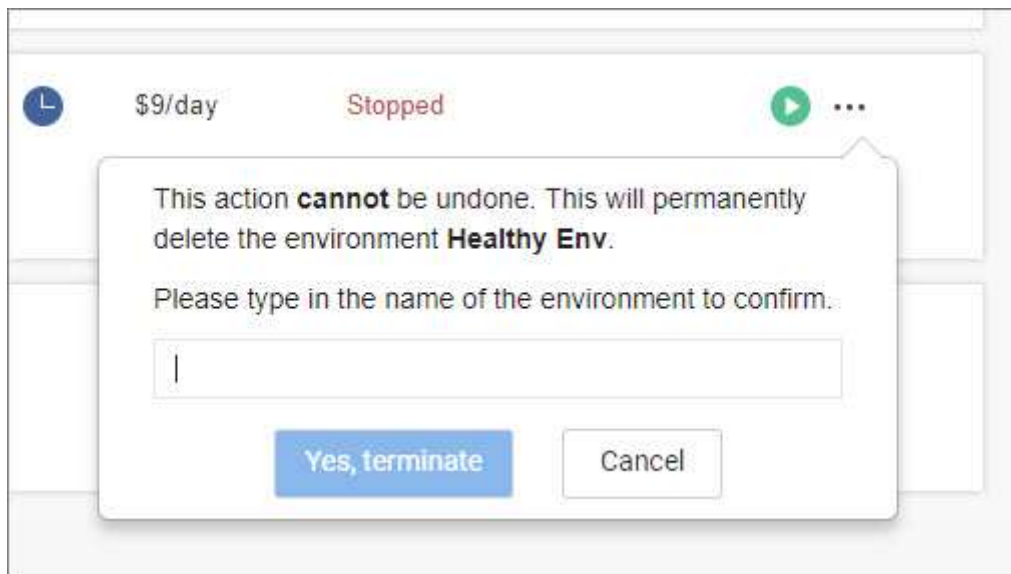 $9/day Stopped
This action cannot be undone. This will permanently
delete the environment Healthy Env.
Please type in the name of the environment to confirm.
Yes, terminate Cancel